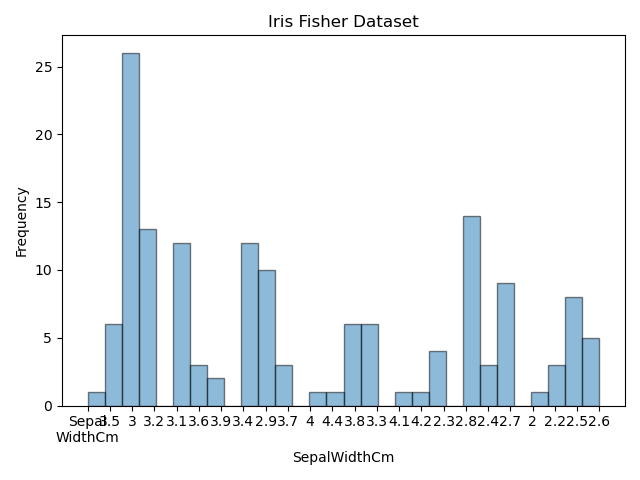 Iris Fisher Dataset
Frequency
25
20
15
10
5
0
Sepal 3.5 3 3.2 3.1 3.6 3.9 3.4 2.9 3.7 4 4.4 3.8 3.3 4.1 4.2 2.3 2.8 2.4 2.7 2 2.2 2.5 2.6
WidthCm
SepalWidthCm